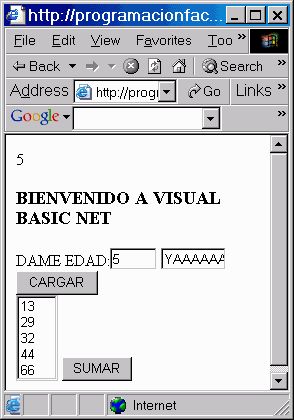 http://programacionfac...
File Edit View Favorites Too »
Back » Search »
Address http://progr Go Links »
Google »
5
BIENVENIDO A VISUAL
BASIC NET
DAME EDAD: 5 YAAAAAA
CARGAR
13
29
32
44
66 SUMAR
Internet